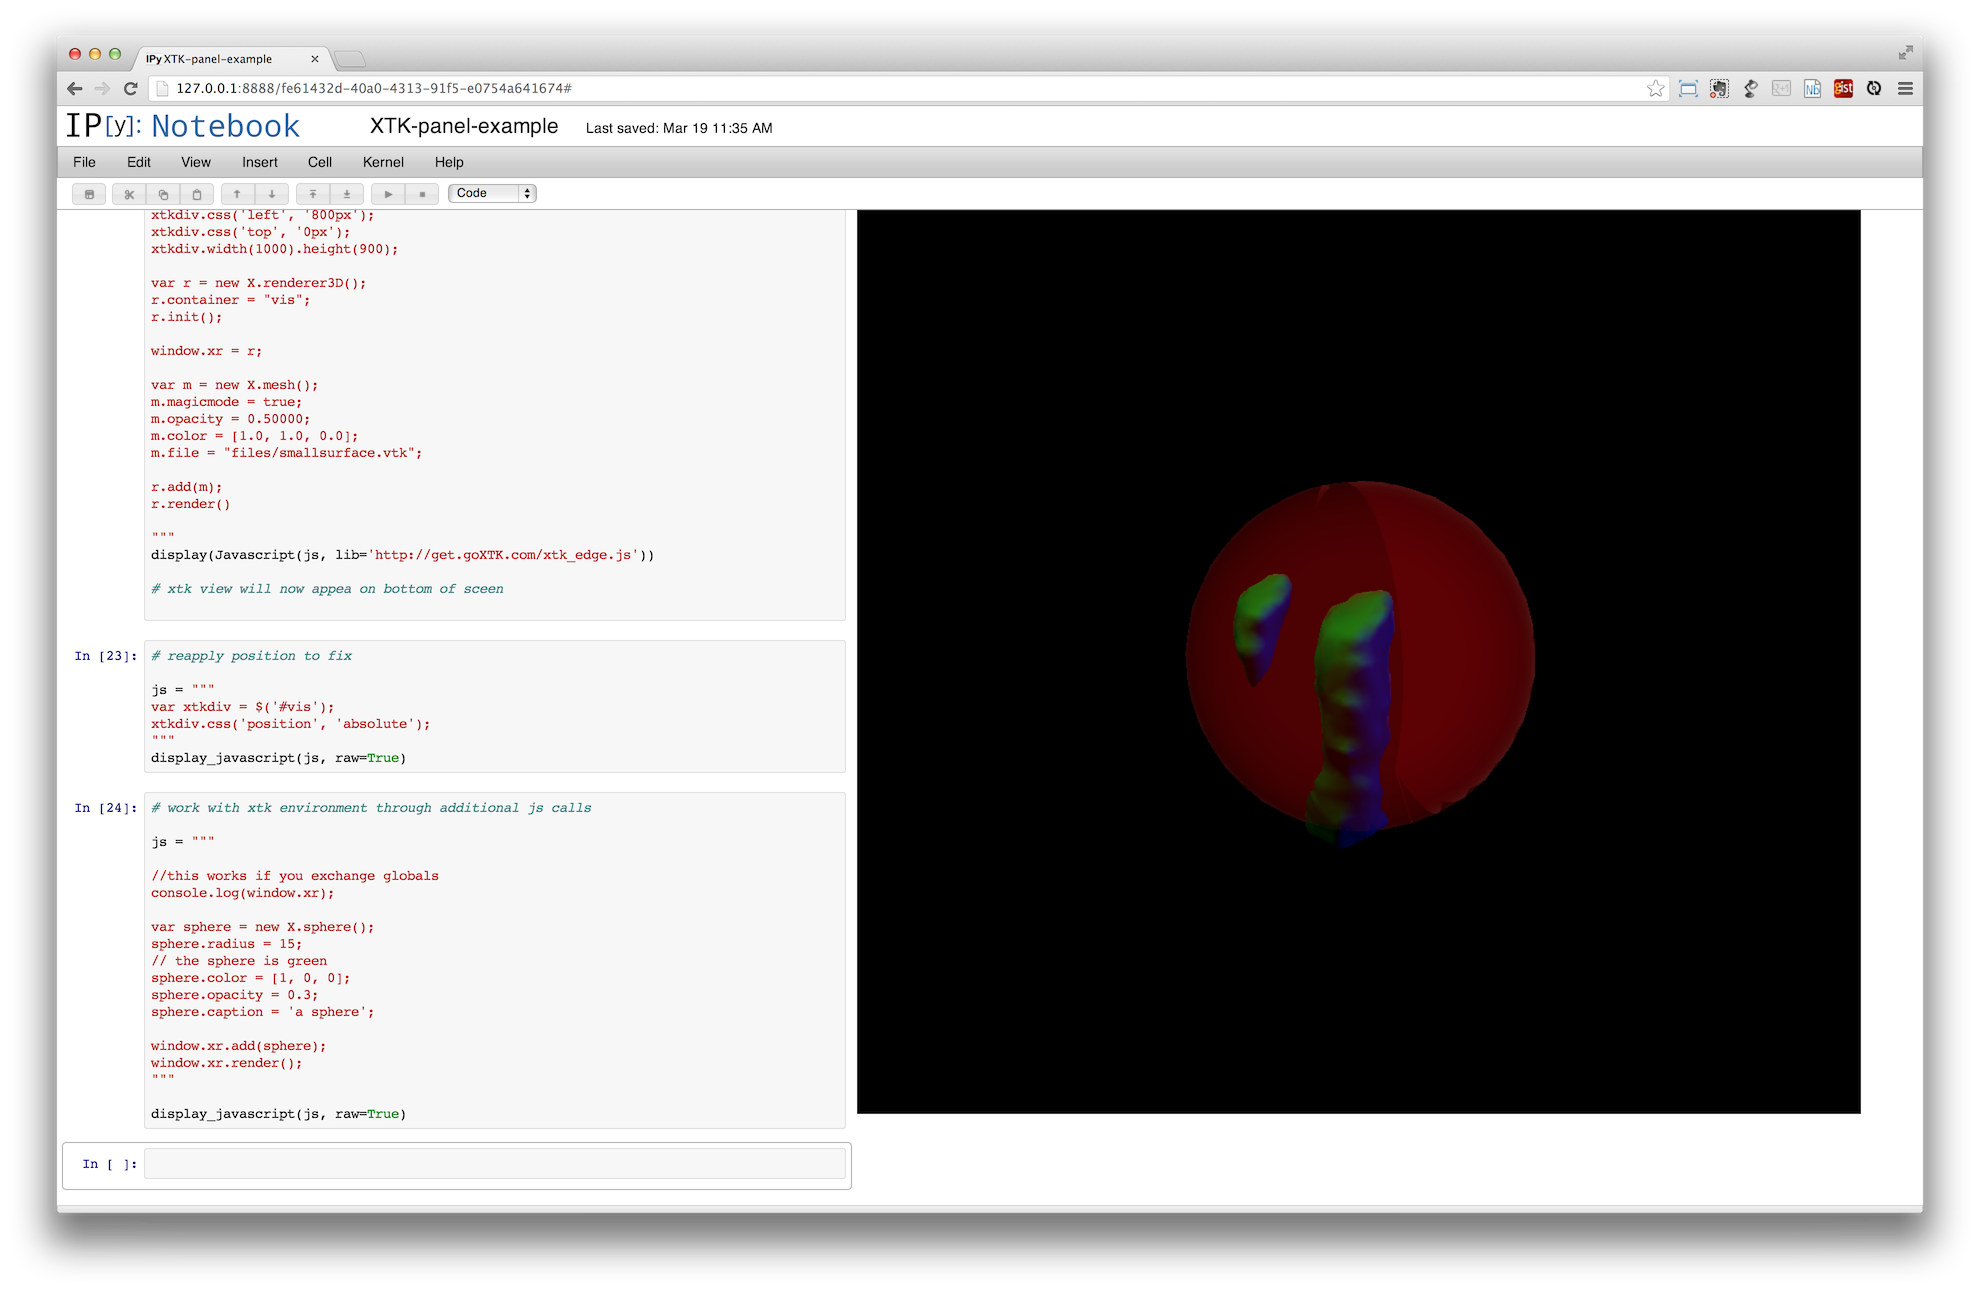 IPy XTK-panel-example
127.0.0.1:8888/fe61432d-40a0-4313-91f5-e0754a641674#
Nb gist
IP[y]: Notebook XTK-panel-example Last saved: Mar 19 11:35 AM
File Edit View Insert Cell Kernel Help
Code
xtkdiv.css('left', '800px');
xtkdiv.css('top', '0px');
xtkdiv.width(1000).height(900);
var r = new X.renderer3D();
r.container = "vis";
r.init();
window.xr = r;
var m = new X.mesh();
m.magicmode = true;
m.opacity = 0.50000;
m.color = [1.0, 1.0, 0.0];
m.file = "files/smallsurface.vtk";
r.add(m);
r.render()
"""
display(Javascript(js, lib='http://get.goXTK.com/xtk_edge.js'))
# xtk view will now appea on bottom of sceen
In [23]: # reapply position to fix
js = """
var xtkdiv = $('#vis');
xtkdiv.css('position', 'absolute');
"""
display_javascript(js, raw=True)
In [24]: # work with xtk environment through additional js calls
js = """
//this works if you exchange globals
console.log(window.xr);
var sphere = new X.sphere();
sphere.radius = 15;
// the sphere is green
sphere.color = [1, 0, 0];
sphere.opacity = 0.3;
sphere.caption = 'a sphere';
window.xr.add(sphere);
window.xr.render();
"""
display_javascript(js, raw=True)
In [ ]: